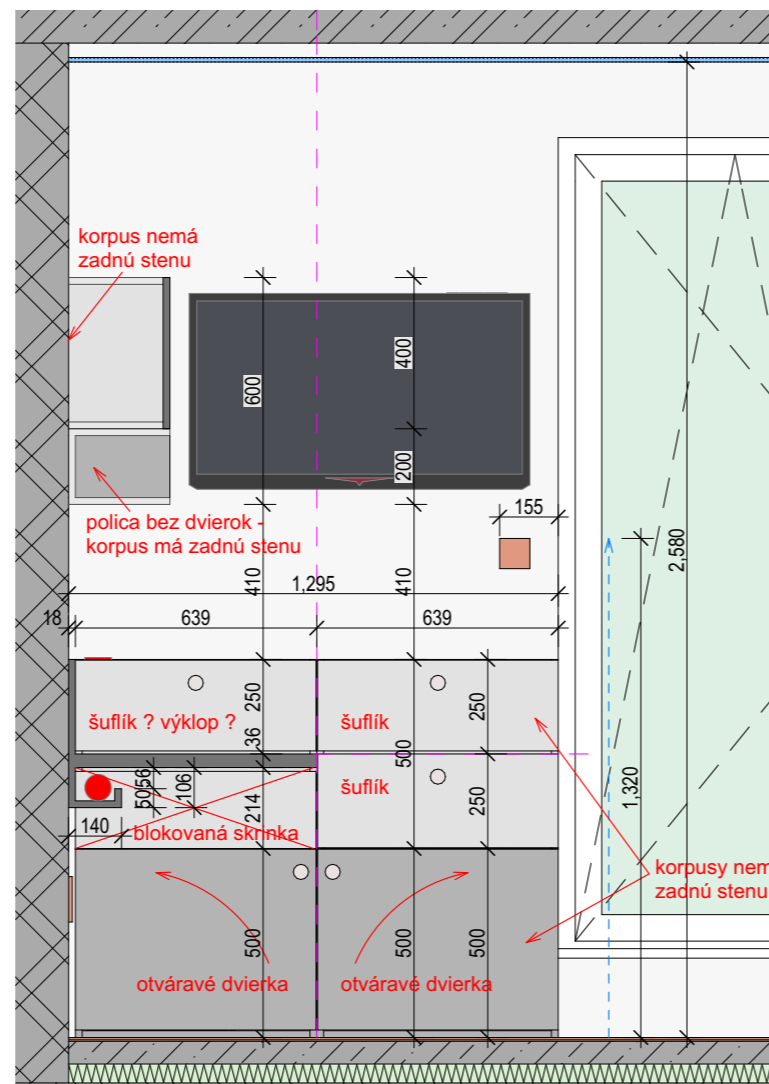 korpus nemá
zadnú stenu
400
600
200
2,580
155
polica bez dvierok -
korpus má zadnú stenu
410
1,295
410
18
639
639
250
šuflík ? výklop ?
šuflík
250
36
500
1,320
5056
106
šuflík
214
250
140
blokovaná skrinka
korpusy nem
zadnú stenu
500
500
500
otváravé dvierka
otváravé dvierka